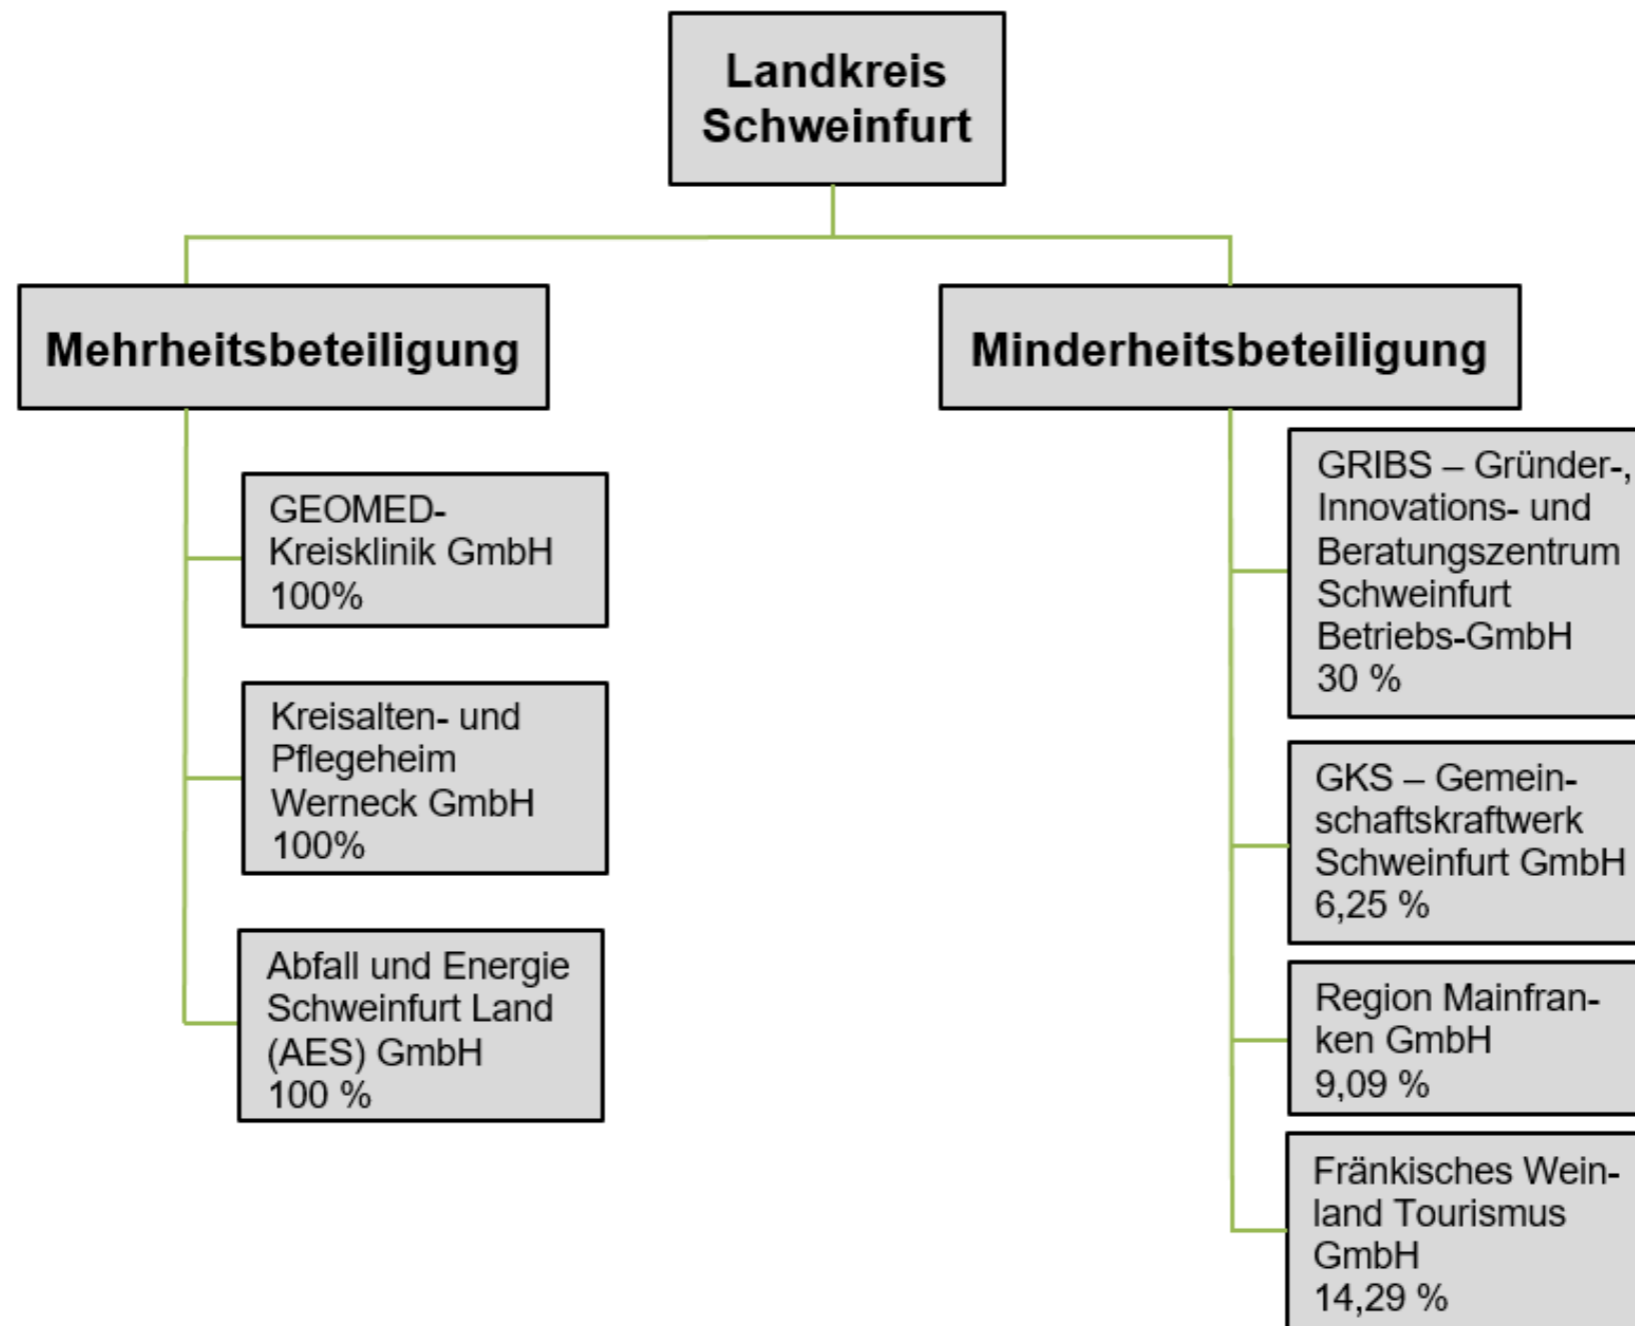 Landkreis
Schweinfurt
Mehrheitsbeteiligung
Minderheitsbeteiligung
GEOMED-
Kreisklinik GmbH
100%
Kreisalten- und
Pflegeheim
Werneck GmbH
100%
Abfall und Energie
Schweinfurt Land
(AES) GmbH
100 %
GRIBS – Gründer-,
Innovations- und
Beratungszentrum
Schweinfurt
Betriebs-GmbH
30 %
GKS – Gemein-
schaftskraftwerk
Schweinfurt GmbH
6,25 %
Region Mainfran-
ken GmbH
9,09 %
Fränkisches Wein-
land Tourismus
GmbH
14,29 %